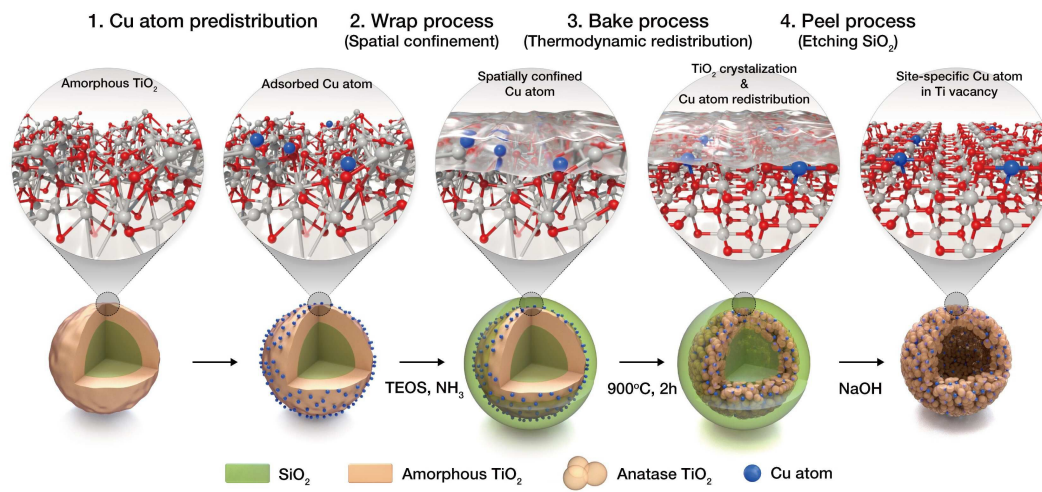 1. Cu atom predistribution
2. Wrap process
(Spatial confinement)
3. Bake process
(Thermodynamic redistribution)
4. Peel process
(Etching SiO₂)
Amorphous TiO₂
Adsorbed Cu atom
Spatially confined
Cu atom
TiO₂ crystalization
&
Cu atom redistribution
Site-specific Cu atom
in Ti vacancy
TEOS, NH₃
900°C, 2h
NaOH
SiO₂
Amorphous TiO₂
Anatase TiO₂
Cu atom